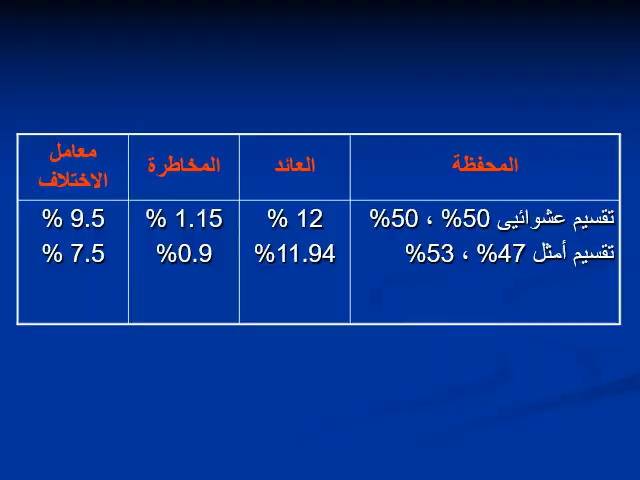 المحفظة
العائد
المخاطرة
معامل
الاختلاف
تقسيم عشوائيى 50% ، 50%
12 %
1.15 %
9.5 %
تقسيم أمثل 47% ، 53%
11.94%
0.9%
7.5 %